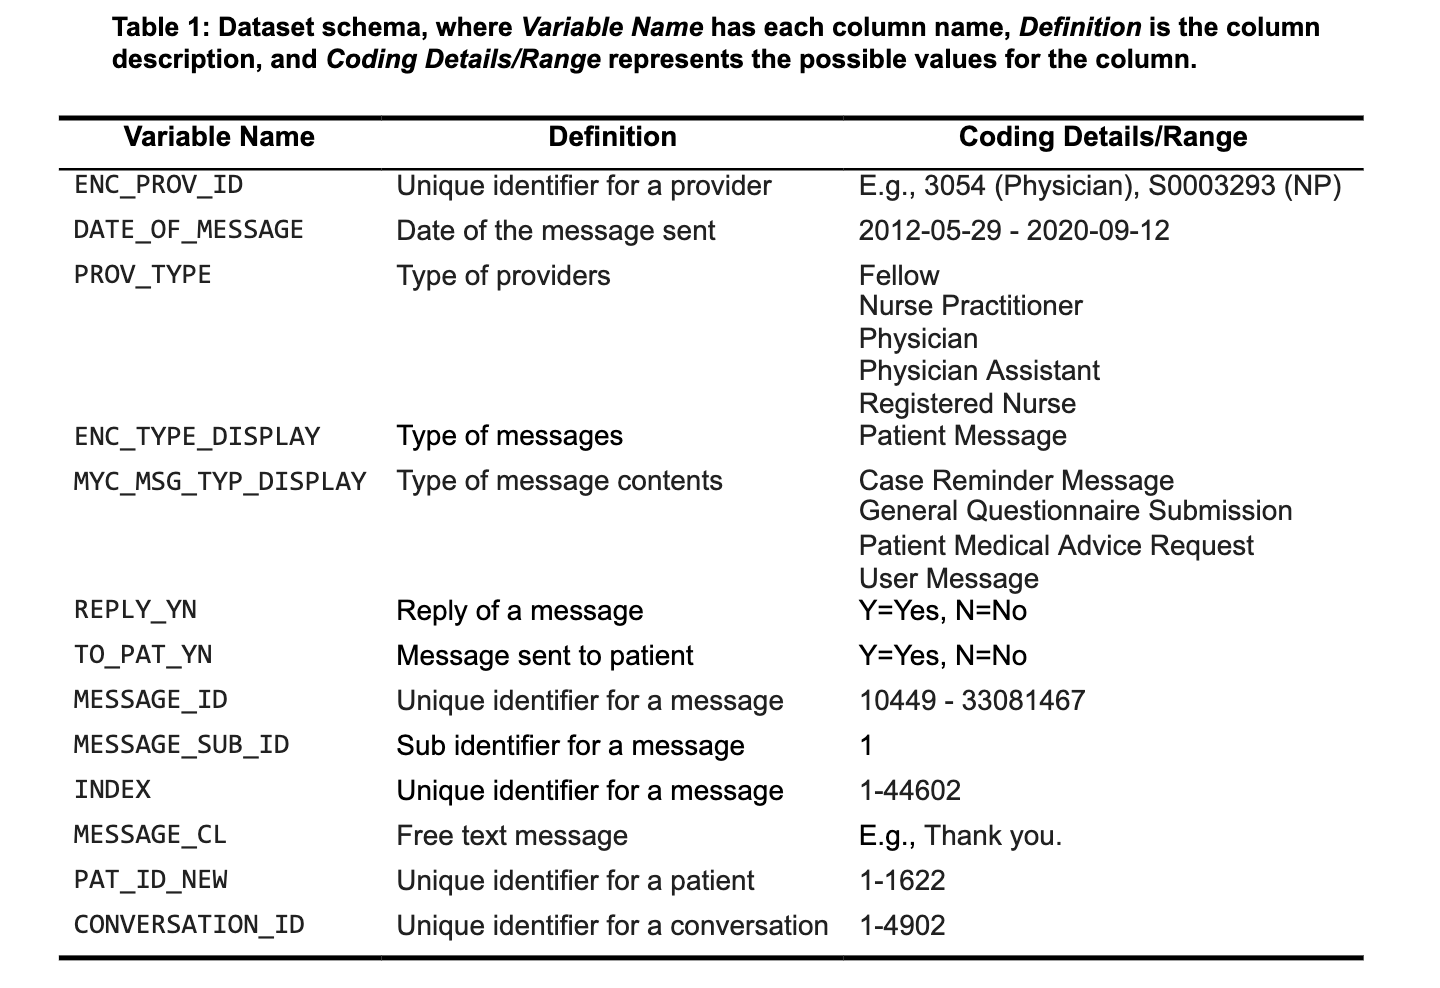 Table 1: Dataset schema, where Variable Name has each column name, Definition is the column
description, and Coding Details/Range represents the possible values for the column.
Variable Name Definition Coding Details/Range
ENC_PROV_ID Unique identifier for a provider E.g., 3054 (Physician), S0003293 (NP)
DATE_OF_MESSAGE Date of the message sent 2012-05-29 - 2020-09-12
PROV_TYPE Type of providers Fellow
Nurse Practitioner
Physician
Physician Assistant
Registered Nurse
ENC_TYPE_DISPLAY Type of messages Patient Message
MYC_MSG_TYP_DISPLAY Type of message contents Case Reminder Message
General Questionnaire Submission
Patient Medical Advice Request
User Message
REPLY_YN Reply of a message Y=Yes, N=No
TO_PAT_YN Message sent to patient Y=Yes, N=No
MESSAGE_ID Unique identifier for a message 10449 - 33081467
MESSAGE_SUB_ID Sub identifier for a message 1
INDEX Unique identifier for a message 1-44602
MESSAGE_CL Free text message E.g., Thank you.
PAT_ID_NEW Unique identifier for a patient 1-1622
CONVERSATION_ID Unique identifier for a conversation 1-4902